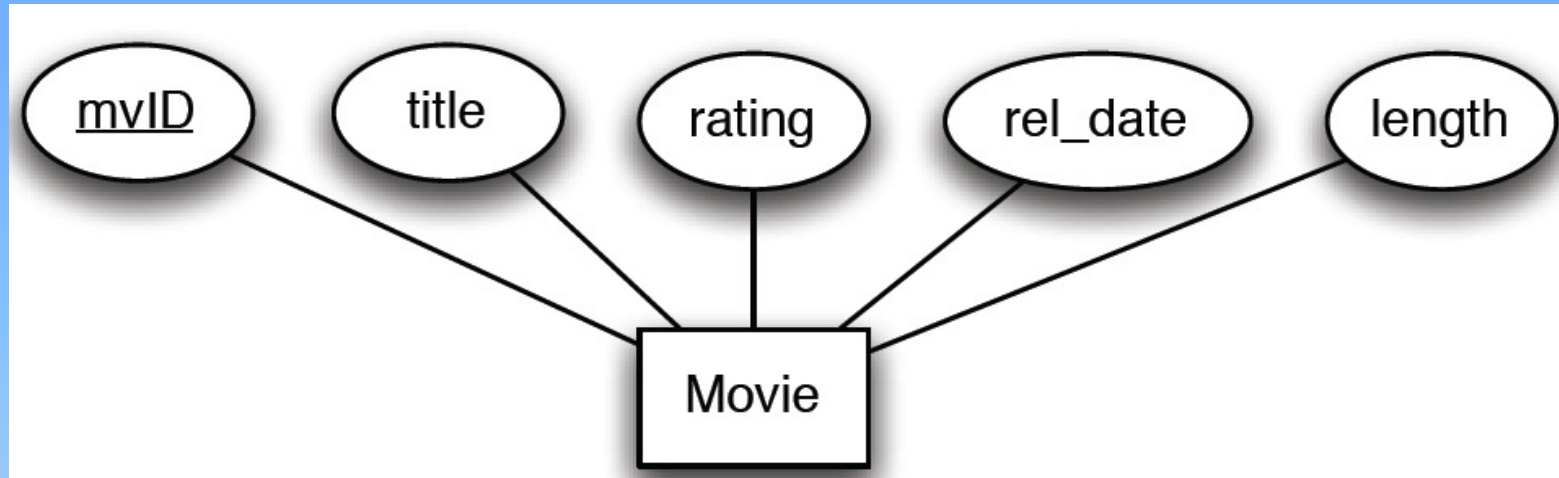 mvID
title
rating
rel_date
length
Movie